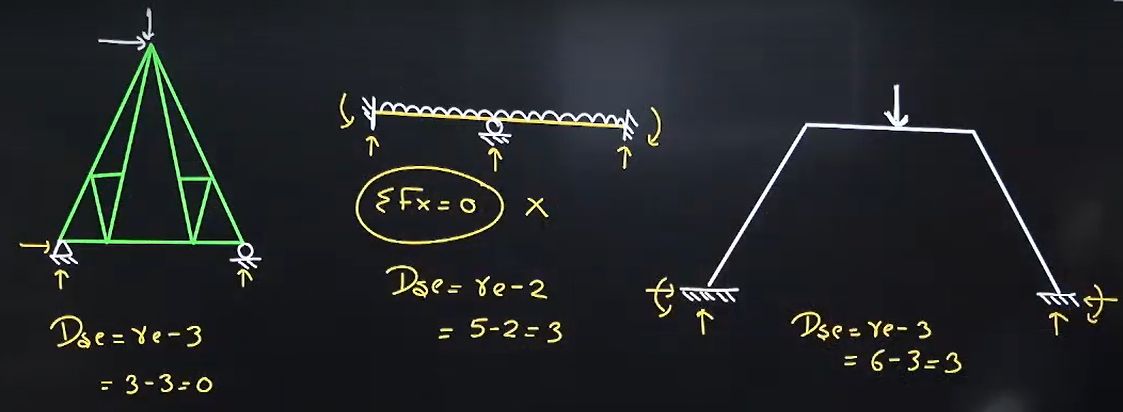 Dse = re - 3
= 3 - 3 = 0
ΣFx = 0 X
Dse = re - 2
= 5 - 2 = 3
Dse = re - 3
= 6 - 3 = 3